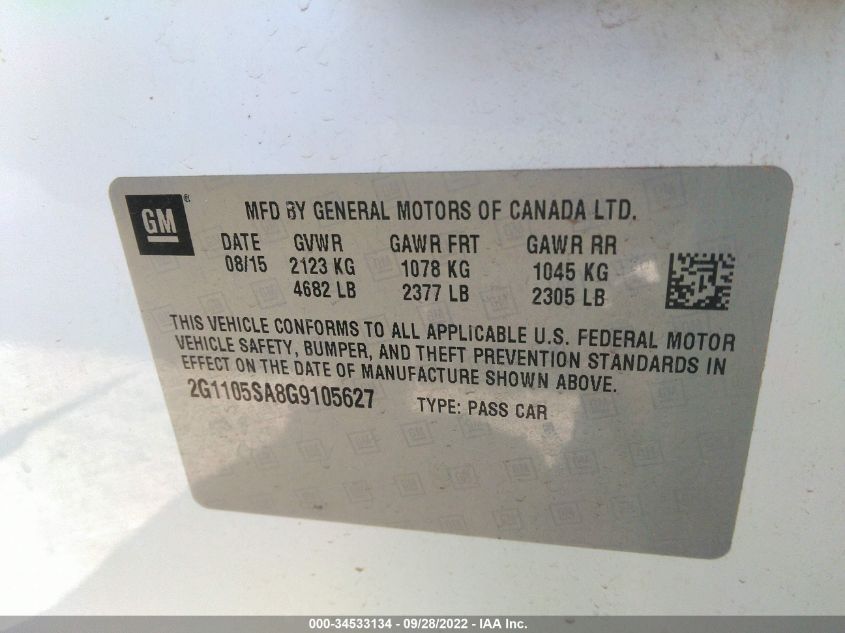 GM®
MFD BY GENERAL MOTORS OF CANADA LTD.
DATE GVWR GAWR FRT GAWR RR
08/15 2123 KG 1078 KG 1045 KG
4682 LB 2377 LB 2305 LB
THIS VEHICLE CONFORMS TO ALL APPLICABLE U.S. FEDERAL MOTOR
VEHICLE SAFETY, BUMPER, AND THEFT PREVENTION STANDARDS IN
EFFECT ON THE DATE OF MANUFACTURE SHOWN ABOVE.
2G1105SA8G9105627 TYPE: PASS CAR
000-34533134 - 09/28/2022 - IAA Inc.